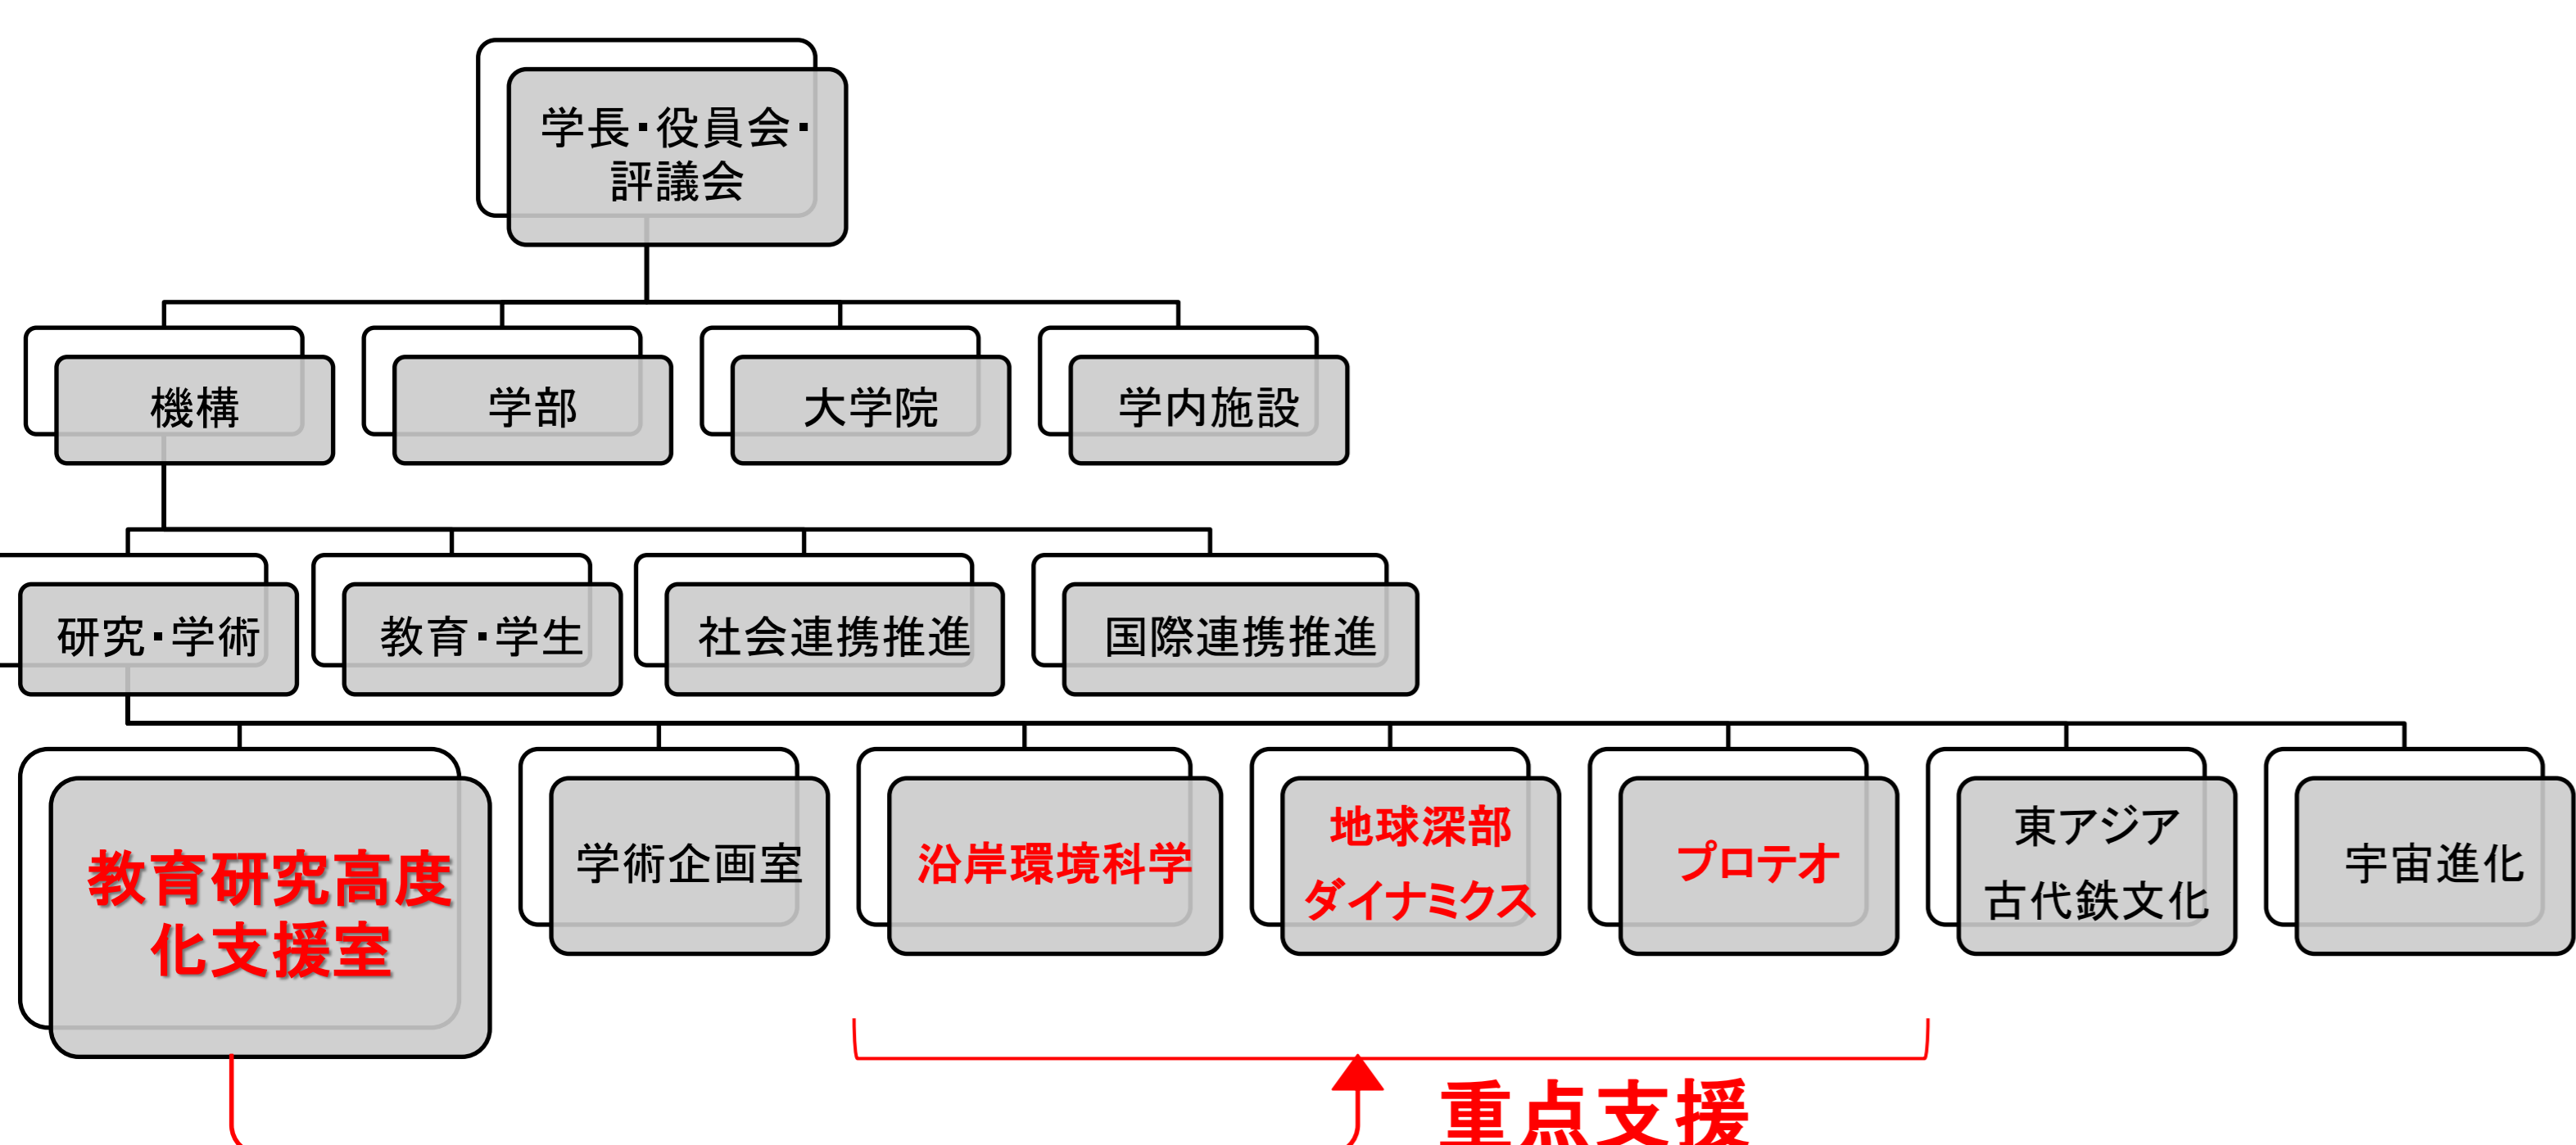 学長・役員会・
評議会
機構
学部
大学院
学内施設
研究・学術
教育・学生
社会連携推進
国際連携推進
教育研究高度
化支援室
学術企画室
沿岸環境科学
地球深部
ダイナミクス
プロテオ
東アジア
古代鉄文化
宇宙進化
重点支援